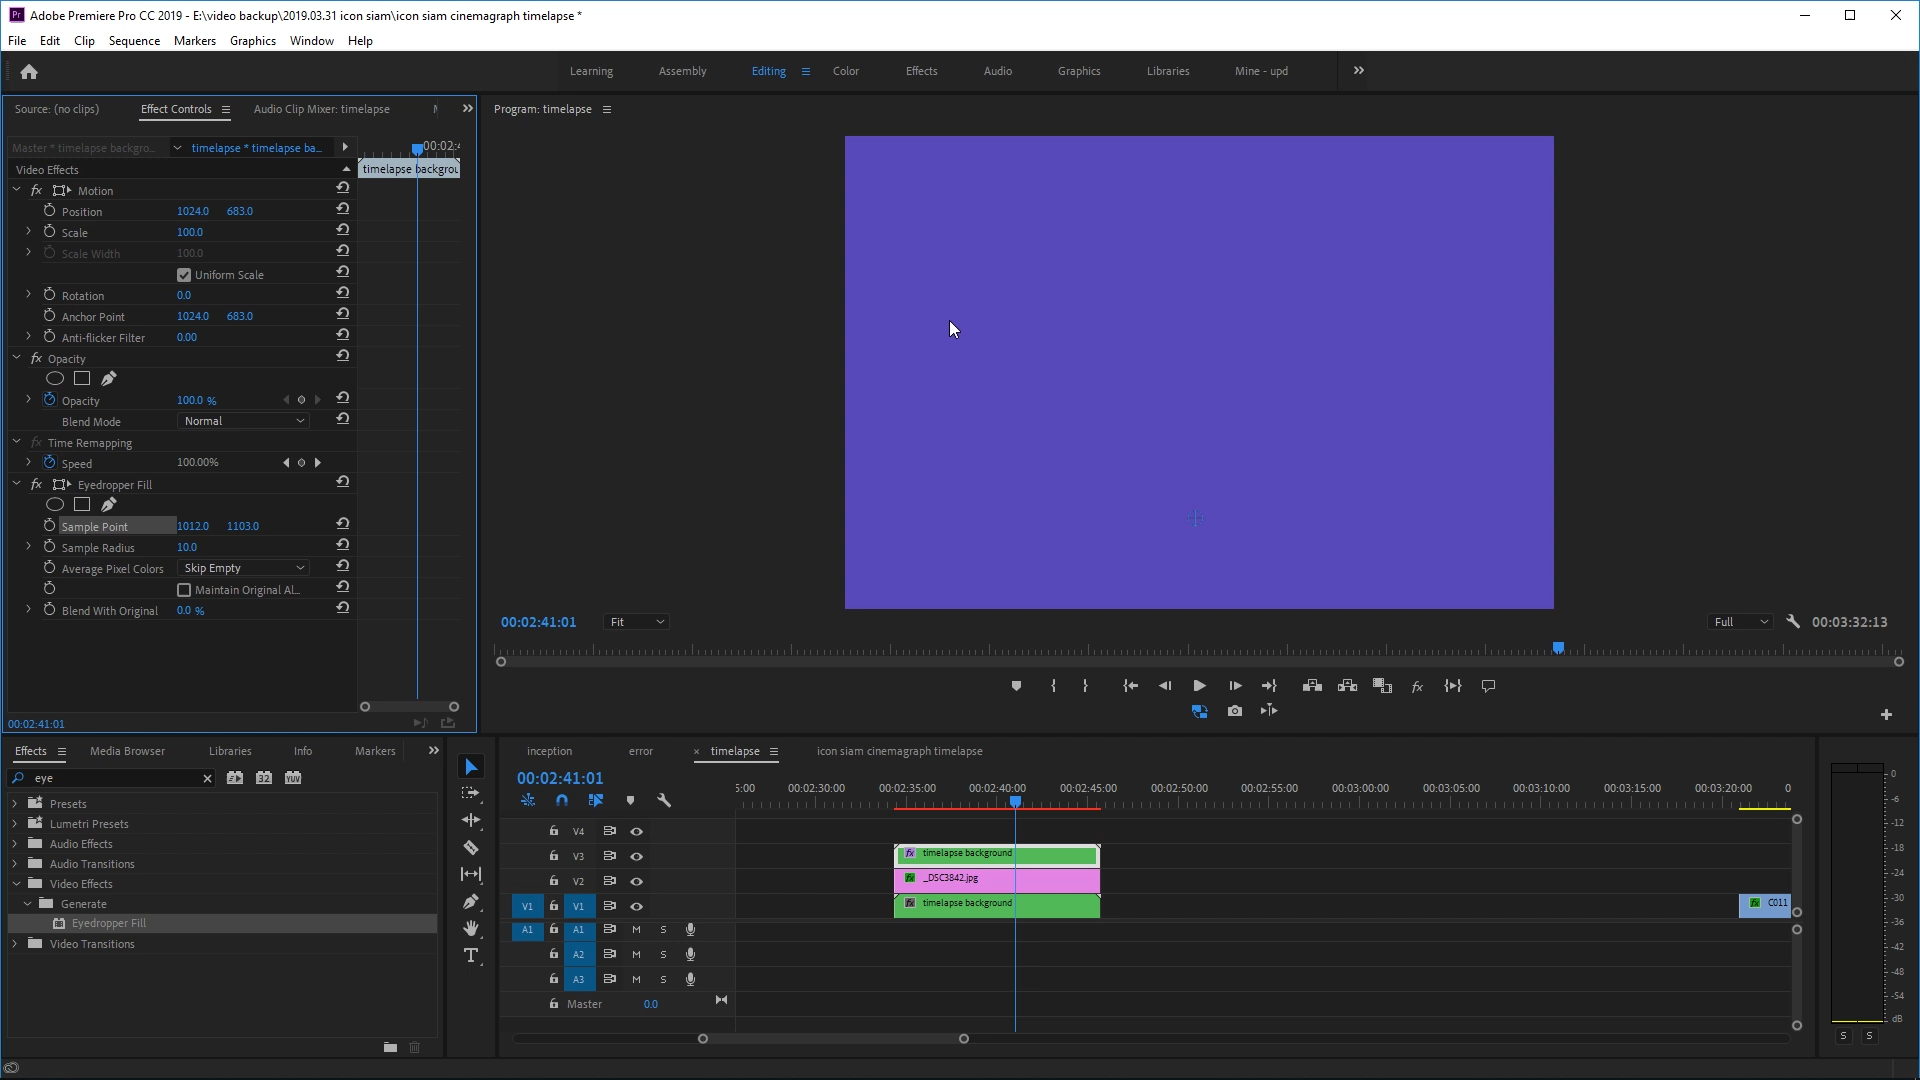 Adobe Premiere Pro CC 2019 - E:\video backup\2019.03.31 icon siam\icon siam cinemagraph timelapse *
File Edit Clip Sequence Markers Graphics Window Help
Learning Assembly Editing Color Effects Audio Graphics Libraries Mine - upd
Source: (no clips) Effect Controls Audio Clip Mixer: timelapse
Program: timelapse
Master * timelapse backgro... timelapse * timelapse ba... 00:02:4
Video Effects timelapse backgrou
fx Motion
Position 1024.0 683.0
Scale 100.0
Scale Width 100.0
Uniform Scale
Rotation 0.0
Anchor Point 1024.0 683.0
Anti-flicker Filter 0.00
fx Opacity
Opacity 100.0 %
Blend Mode Normal
fx Time Remapping
Speed 100.00%
fx Eyedropper Fill
Sample Point 1012.0 1103.0
Sample Radius 10.0
Average Pixel Colors Skip Empty
Maintain Original Al...
Blend With Original 0.0 %
00:02:41:01
00:02:41:01 Fit Full 00:03:32:13
fx
Effects Media Browser Libraries Info Markers
eye 32 YUV
Presets
Lumetri Presets
Audio Effects
Audio Transitions
Video Effects
Generate
Eyedropper Fill
Video Transitions
T
inception error × timelapse icon siam cinemagraph timelapse
00:02:41:01
5:00 00:02:30:00 00:02:35:00 00:02:40:00 00:02:45:00 00:02:50:00 00:02:55:00 00:03:00:00 00:03:05:00 00:03:10:00 00:03:15:00 00:03:20:00 0
V4
V3 fx timelapse background
V2 fx _DSC3842.jpg
V1 V1 fx timelapse background fx C011
A1 A1 M S
A2 M S
A3 M S
Master 0.0
0
-6
-12
-18
-24
-30
-36
-42
-48
-54
dB
S S